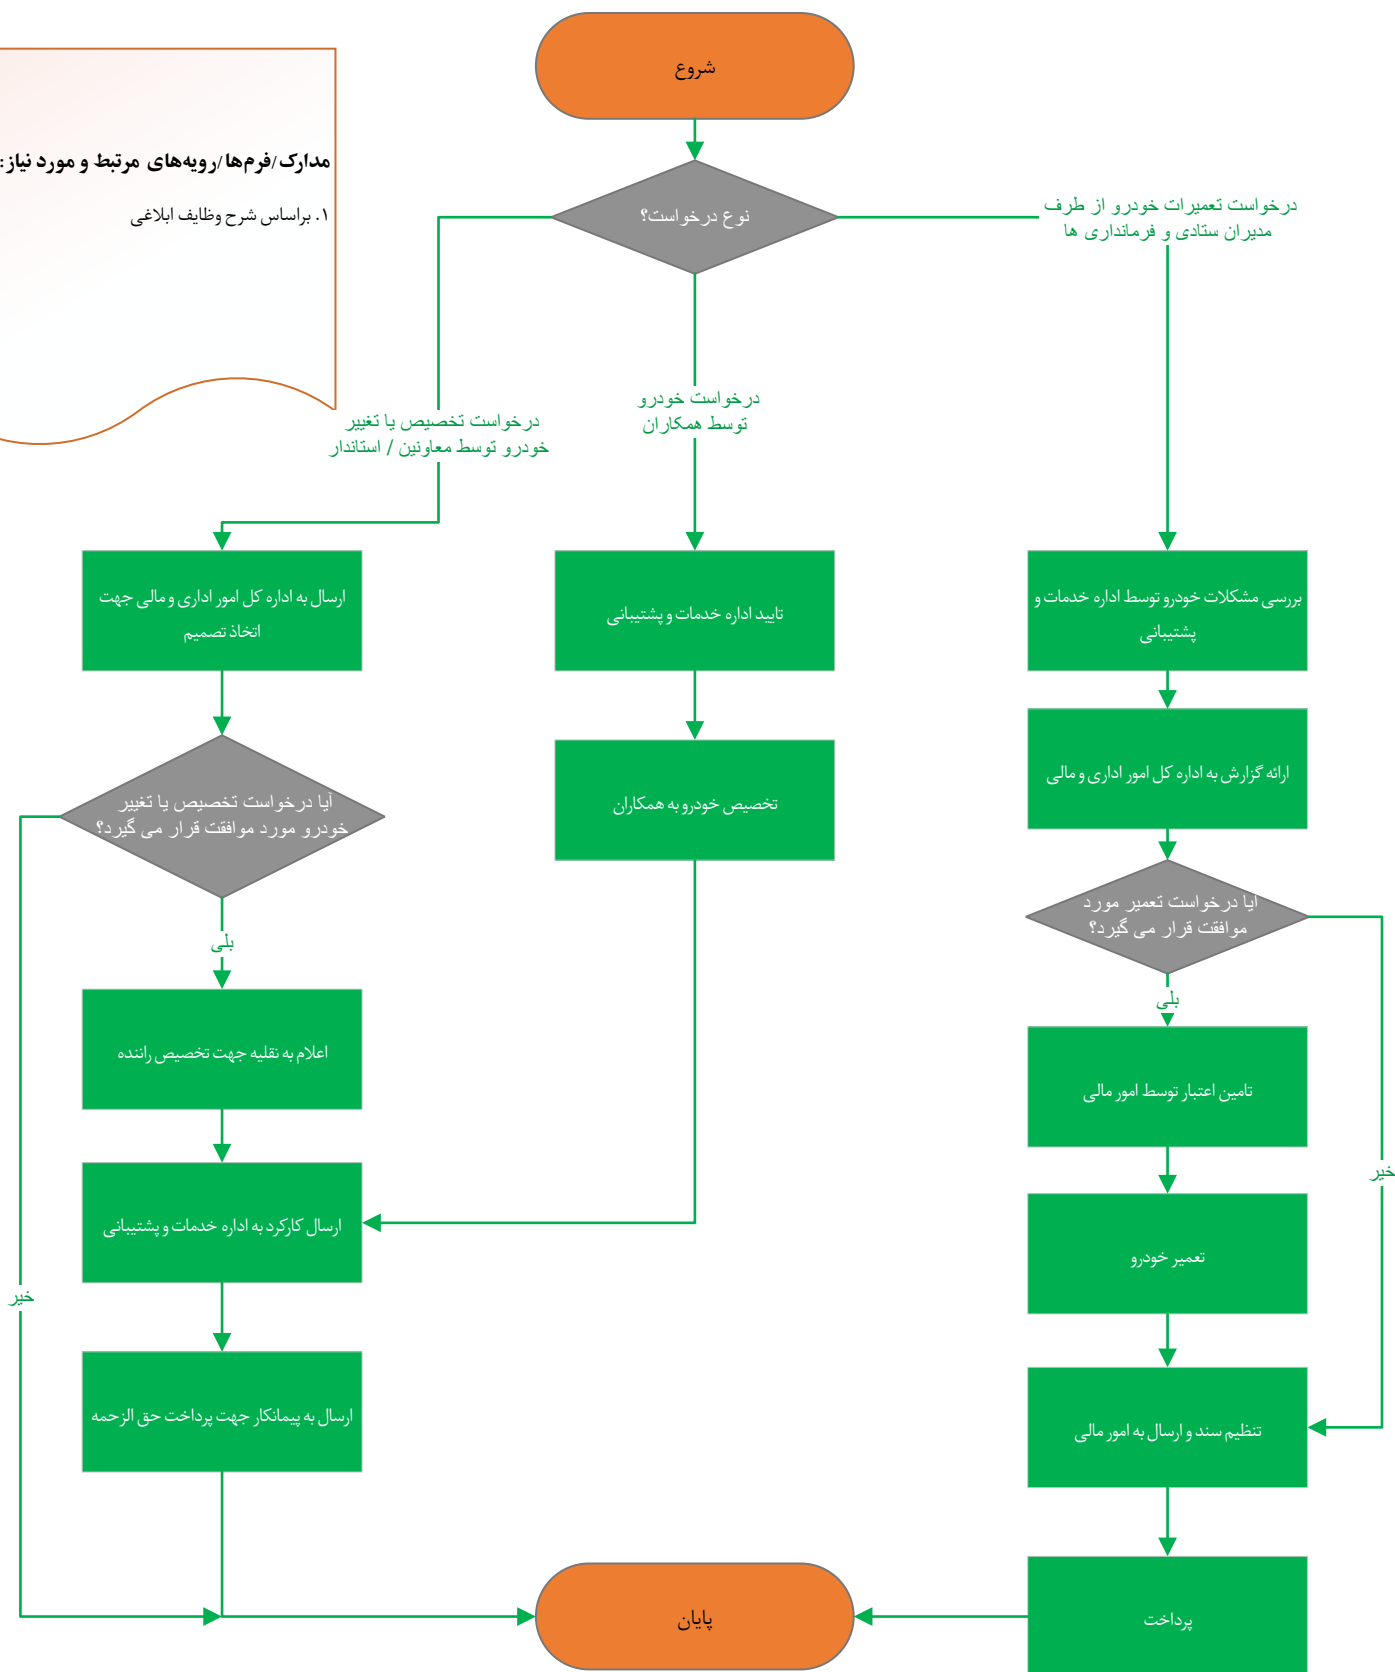 شروع
مدارک/فرم‌ها/رویه‌های مرتبط و مورد نیاز:
۱. براساس شرح وظایف ابلاغی
نوع درخواست؟
درخواست تعمیرات خودرو از طرف
مدیران ستادی و فرمانداری ها
درخواست خودرو
توسط همکاران
درخواست تخصیص یا تغییر
خودرو توسط معاونین / استاندار
بررسی مشکلات خودرو توسط اداره خدمات و
پشتیبانی
تایید اداره خدمات و پشتیبانی
ارسال به اداره کل امور اداری و مالی جهت
اتخاذ تصمیم
ارائه گزارش به اداره کل امور اداری و مالی
تخصیص خودرو به همکاران
آیا درخواست تخصیص یا تغییر
خودرو مورد موافقت قرار می گیرد؟
آیا درخواست تعمیر مورد
موافقت قرار می گیرد؟
بلی
بلی
اعلام به نقلیه جهت تخصیص راننده
تامین اعتبار توسط امور مالی
خیر
ارسال کارکرد به اداره خدمات و پشتیبانی
تعمیر خودرو
خیر
ارسال به پیمانکار جهت پرداخت حق الزحمه
تنظیم سند و ارسال به امور مالی
پرداخت
پایان